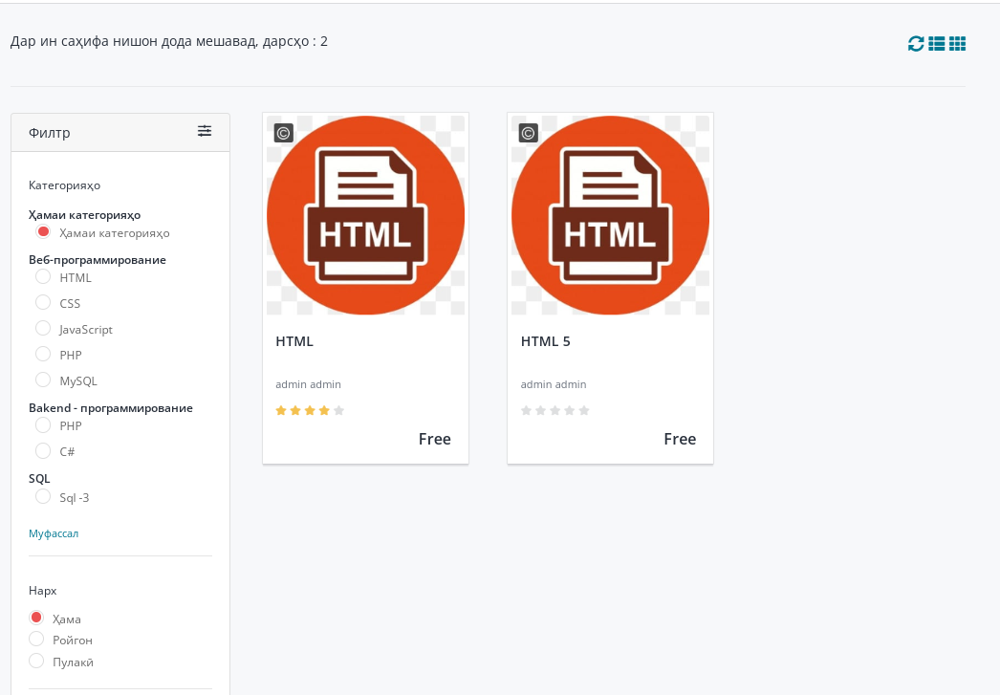 Дар ин саҳифа нишон дода мешавад, дарсҳо : 2
Филтр
Категорияҳо
Ҳамаи категорияҳо
Ҳамаи категорияҳо
Веб-программирование
HTML
CSS
JavaScript
PHP
MySQL
Bakend - программирование
PHP
C#
SQL
Sql -3
Муфассал
Нарх
Ҳама
Ройгон
Пулакӣ
©
HTML
HTML
admin admin
Free
©
HTML
HTML 5
admin admin
Free